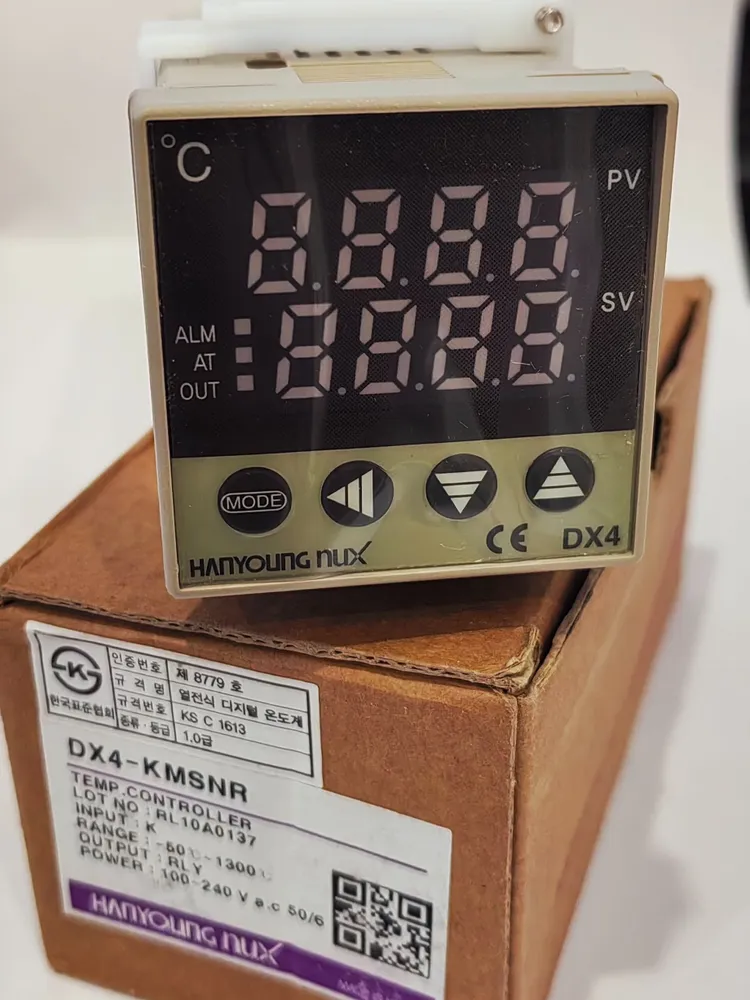 °C
PV
SV
ALM
AT
OUT
MODE
HANYOUNG NUX
CE DX4
K
한국표준협회
인증번호 제 8779 호
규 격 명 열전식 디지털 온도계
규격번호 KS C 1613
종류·등급 1.0급
DX4-KMSNR
TEMP.CONTROLLER
LOT NO : RL10A0137
INPUT : K
RANGE : -50℃~1300℃
OUTPUT : RLY
POWER : 100-240 V a.c 50/6
HANYOUNG NUX